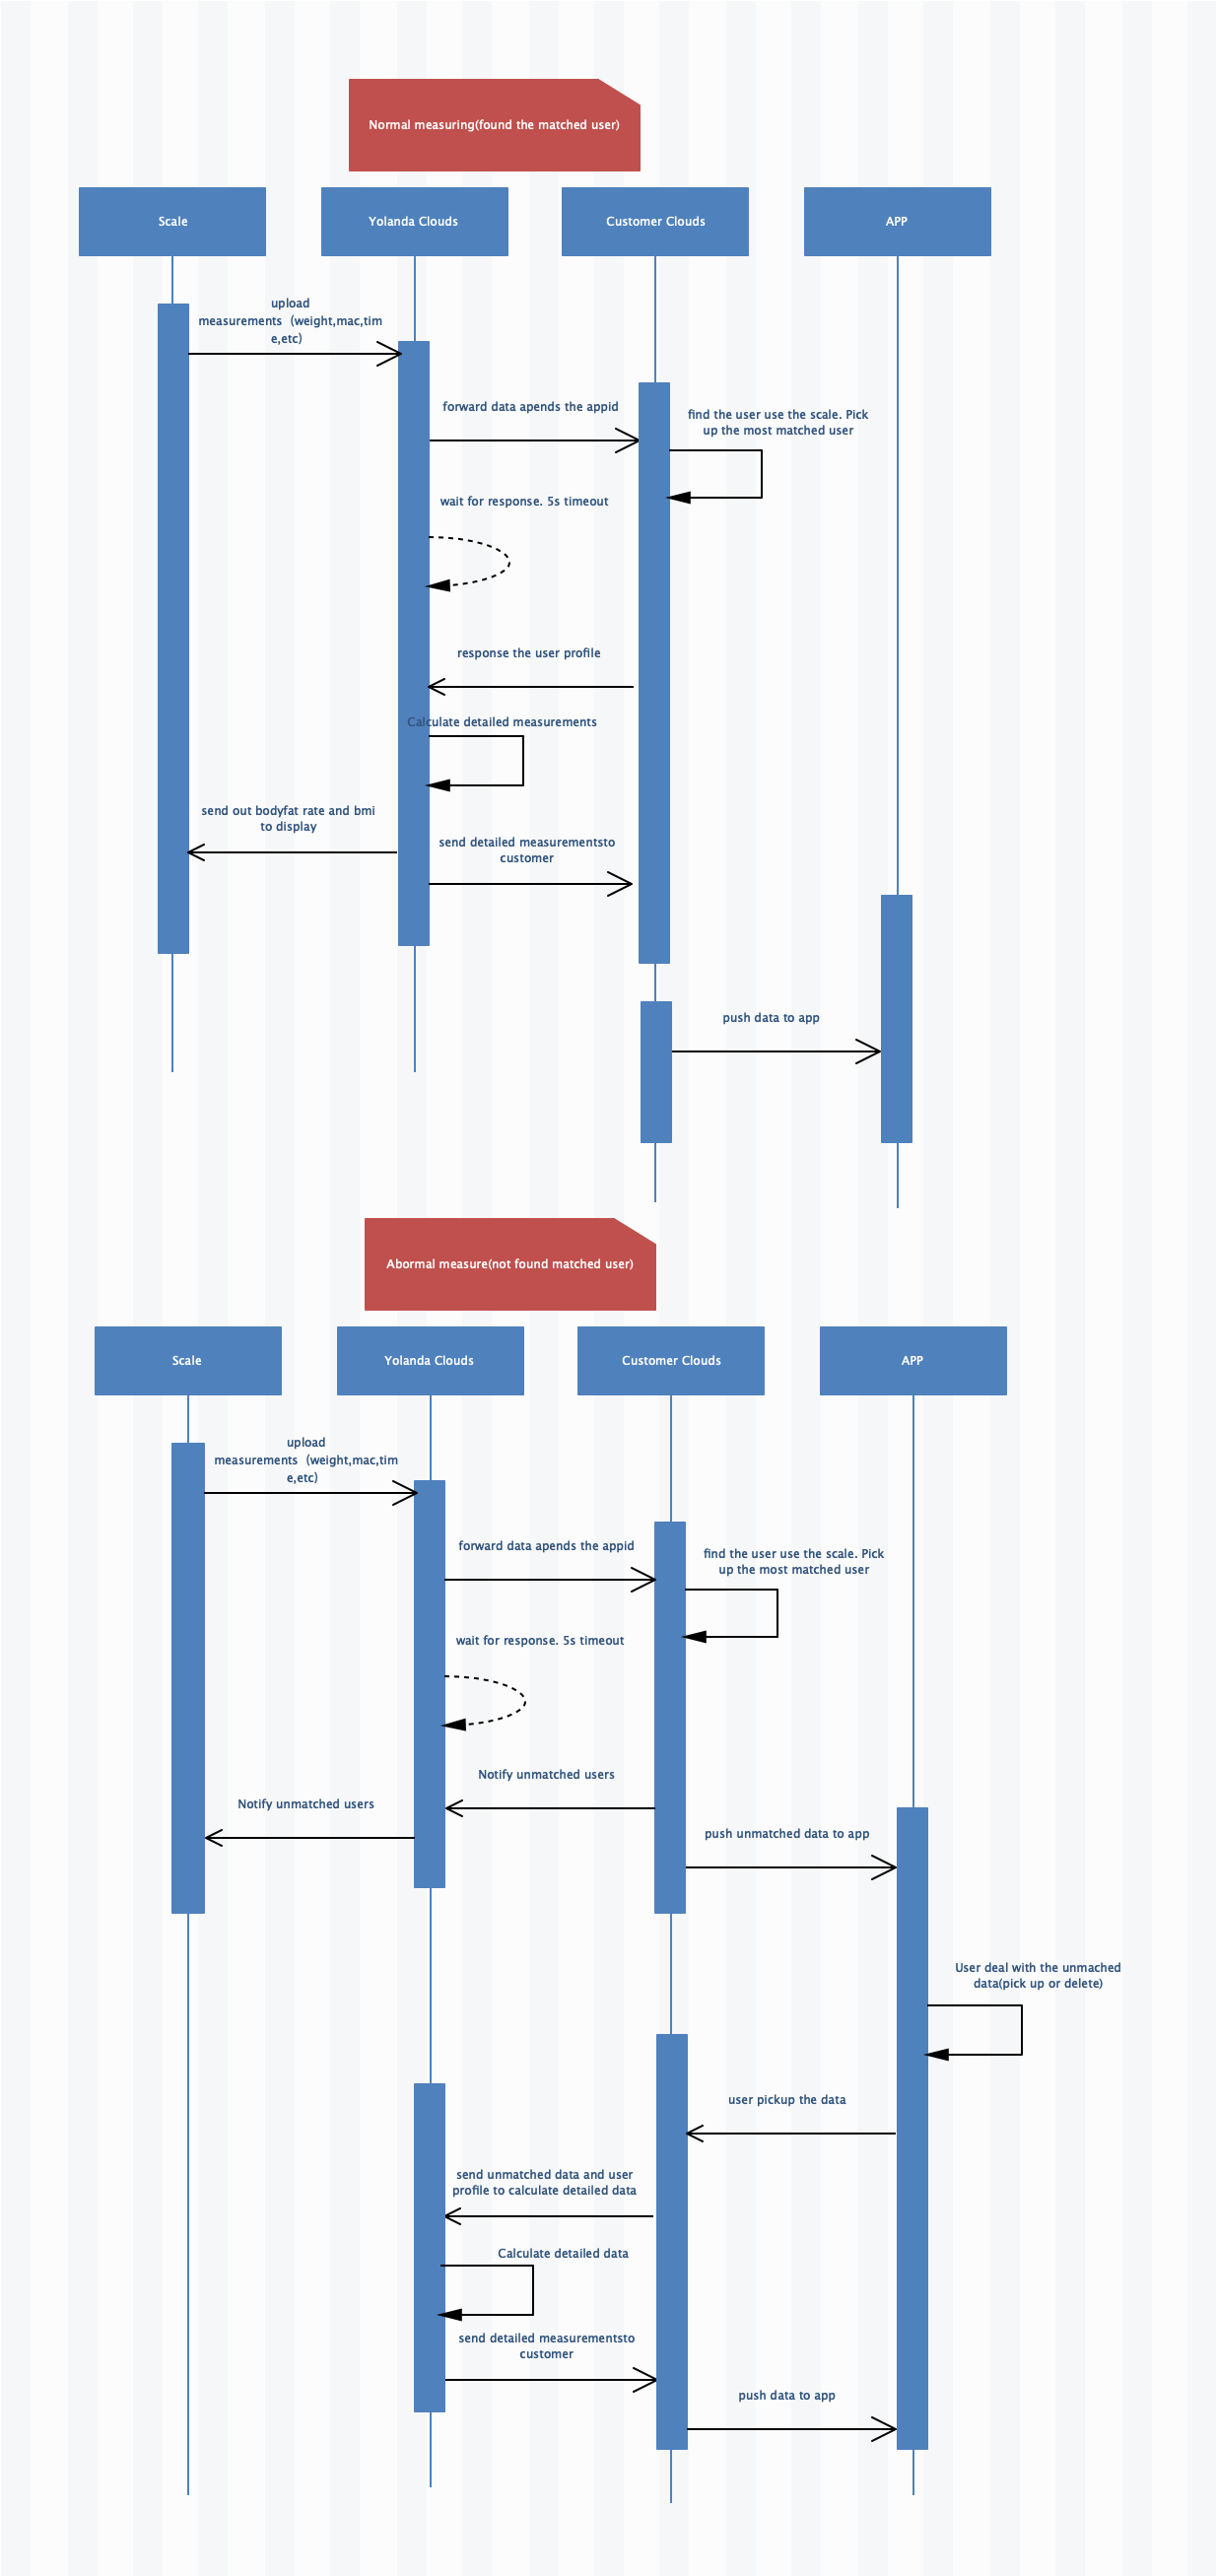 Normal measuring(found the matched user)
Scale
Yolanda Clouds
Customer Clouds
APP
upload
measurements  (weight,mac,tim
e,etc)
forward data apends the appid
find the user use the scale. Pick
up the most matched user
wait for response. 5s timeout
response the user profile
Calculate detailed measurements
send out bodyfat rate and bmi
to display
send detailed measurementsto
customer
push data to app
Abormal measure(not found matched user)
Scale
Yolanda Clouds
Customer Clouds
APP
upload
measurements  (weight,mac,tim
e,etc)
forward data apends the appid
find the user use the scale. Pick
up the most matched user
wait for response. 5s timeout
Notify unmatched users
Notify unmatched users
push unmatched data to app
User deal with the unmached
data(pick up or delete)
user pickup the data
send unmatched data and user
profile to calculate detailed data
Calculate detailed data
send detailed measurementsto
customer
push data to app